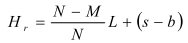 H_r = \frac{N - M}{N} L + (s - b)